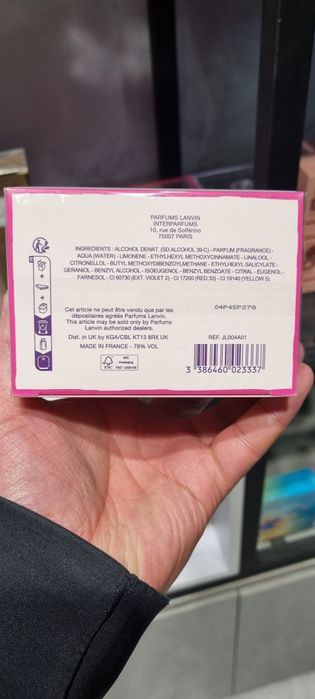 PARFUMS LANVIN
INTERPARFUMS
10, rue de Solférino
75007 PARIS
INGREDIENTS : ALCOHOL DENAT. (SD ALCOHOL 39-C) - PARFUM (FRAGRANCE) -
AQUA (WATER) - LIMONENE - ETHYLHEXYL METHOXYCINNAMATE - LINALOOL -
CITRONELLOL - BUTYL METHOXYDIBENZOYLMETHANE - ETHYLHEXYL SALICYLATE -
GERANIOL - BENZYL ALCOHOL - ISOEUGENOL - BENZYL BENZOATE - CITRAL - EUGENOL -
FARNESOL - CI 60730 (EXT. VIOLET 2) - CI 17200 (RED 33) - CI 19140 (YELLOW 5).
04P45P278
Cet article ne peut être vendu que par les
dépositaires agréés Parfums Lanvin.
This article may be sold only by Parfums
Lanvin authorized dealers.
Dist. in UK by KGA/CBL KT13 8RX UK
MADE IN FRANCE - 78% VOL
REF. JL004A01
FSC
MIX
Packaging
3 386460 023337